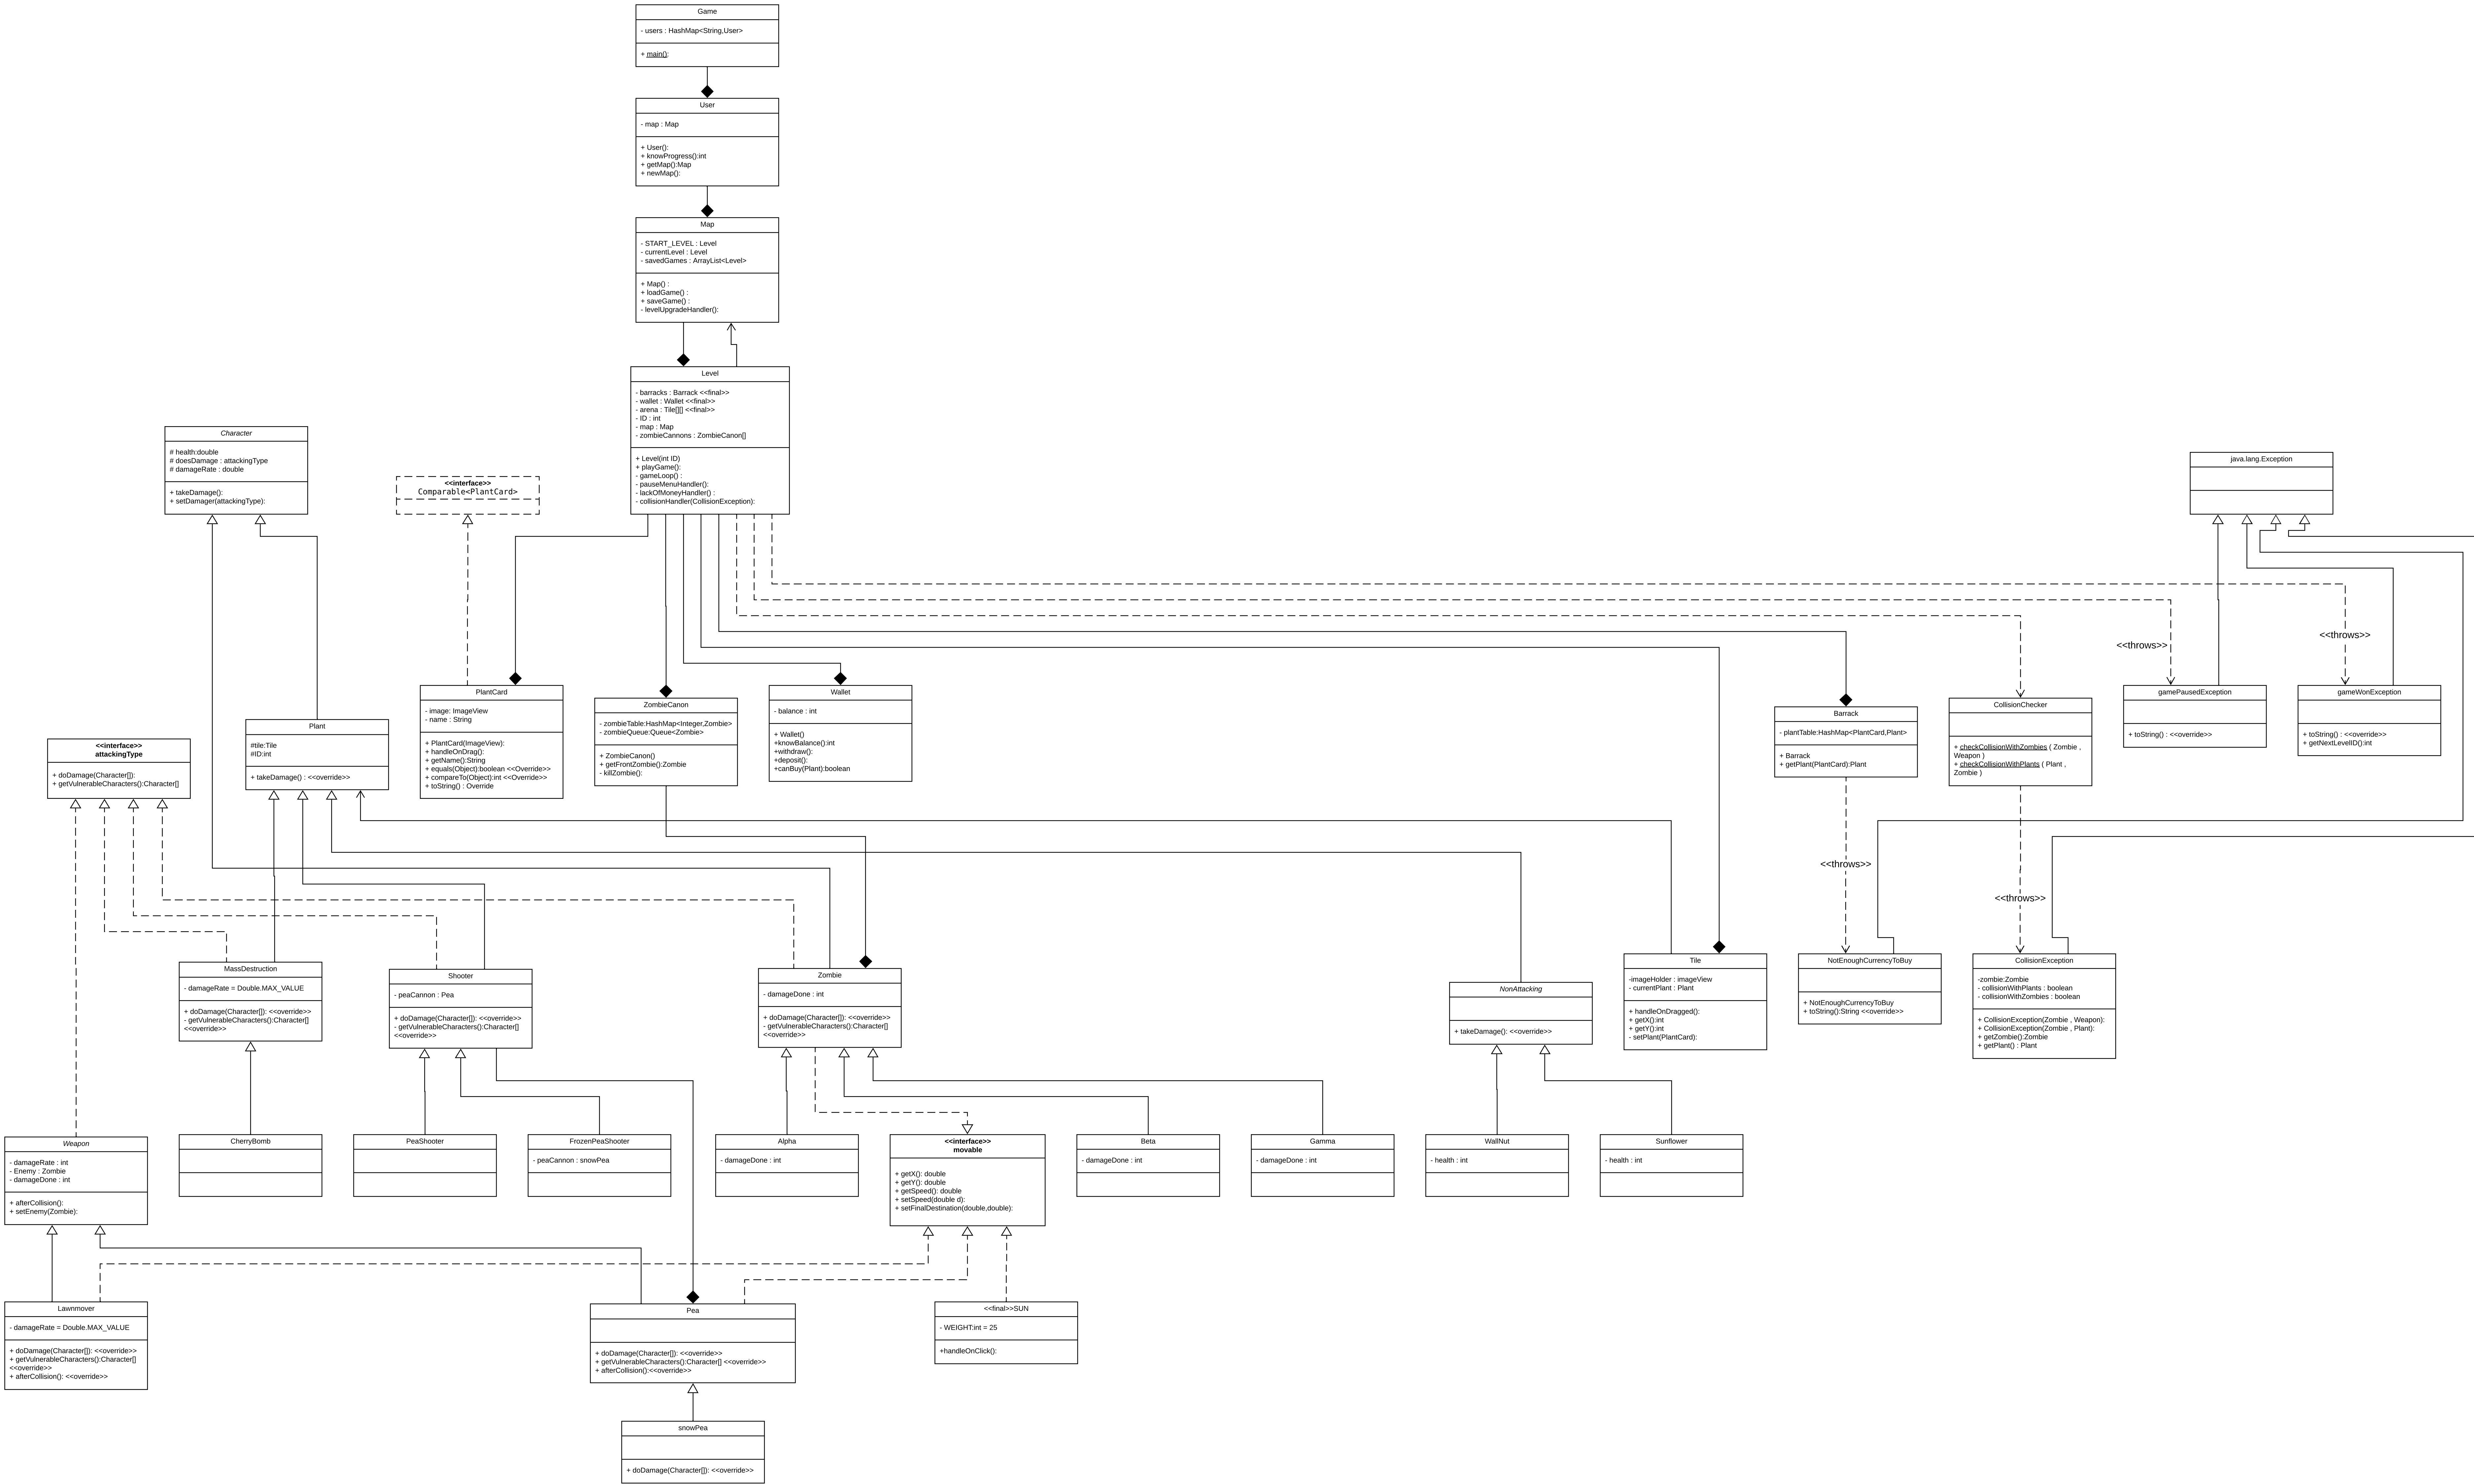 Game
- users : HashMap<String,User>
+ main():
User
- map : Map
+ User():
+ knowProgress():int
+ getMap():Map
+ newMap():
Map
- START_LEVEL : Level
- currentLevel : Level
- savedGames : ArrayList<Level>
+ Map() :
+ loadGame() :
+ saveGame() :
- levelUpgradeHandler():
Level
- barracks : Barrack <<final>>
- wallet : Wallet <<final>>
- arena : Tile[][] <<final>>
- ID : int
- map : Map
- zombieCannons : ZombieCanon[]
+ Level(int ID)
+ playGame():
- gameLoop() :
- pauseMenuHandler():
- lackOfMoneyHandler() :
- collisionHandler(CollisionException):
Character
# health:double
# doesDamage : attackingType
# damageRate : double
+ takeDamage():
+ setDamager(attackingType):
<<interface>>
Comparable<PlantCard>
java.lang.Exception
<<throws>>
<<throws>>
PlantCard
- image: ImageView
- name : String
+ PlantCard(ImageView):
+ handleOnDrag():
+ getName():String
+ equals(Object):boolean <<Override>>
+ compareTo(Object):int <<Override>>
+ toString() : Override
ZombieCanon
- zombieTable:HashMap<Integer,Zombie>
- zombieQueue:Queue<Zombie>
+ ZombieCanon()
+ getFrontZombie():Zombie
- killZombie():
Wallet
- balance : int
+ Wallet()
+knowBalance():int
+withdraw():
+deposit():
+canBuy(Plant):boolean
Barrack
- plantTable:HashMap<PlantCard,Plant>
+ Barrack
+ getPlant(PlantCard):Plant
CollisionChecker
+ checkCollisionWithZombies ( Zombie ,
Weapon )
+ checkCollisionWithPlants ( Plant ,
Zombie )
gamePausedException
+ toString() : <<override>>
gameWonException
+ toString() : <<override>>
+ getNextLevelID():int
Plant
#tile:Tile
#ID:int
+ takeDamage() : <<override>>
<<interface>>
attackingType
+ doDamage(Character[]):
+ getVulnerableCharacters():Character[]
<<throws>>
<<throws>>
MassDestruction
- damageRate = Double.MAX_VALUE
+ doDamage(Character[]): <<override>>
- getVulnerableCharacters():Character[]
<<override>>
Shooter
- peaCannon : Pea
+ doDamage(Character[]): <<override>>
- getVulnerableCharacters():Character[]
<<override>>
Zombie
- damageDone : int
+ doDamage(Character[]): <<override>>
- getVulnerableCharacters():Character[]
<<override>>
NonAttacking
+ takeDamage(): <<override>>
Tile
-imageHolder : imageView
- currentPlant : Plant
+ handleOnDragged():
+ getX():int
+ getY():int
- setPlant(PlantCard):
NotEnoughCurrencyToBuy
+ NotEnoughCurrencyToBuy
+ toString():String <<override>>
CollisionException
-zombie:Zombie
- collisionWithPlants : boolean
- collisionWithZombies : boolean
+ CollisionException(Zombie , Weapon):
+ CollisionException(Zombie , Plant):
+ getZombie():Zombie
+ getPlant() : Plant
Weapon
- damageRate : int
- Enemy : Zombie
- damageDone : int
+ afterCollision():
+ setEnemy(Zombie):
CherryBomb
PeaShooter
FrozenPeaShooter
- peaCannon : snowPea
Alpha
- damageDone : int
<<interface>>
movable
+ getX(): double
+ getY(): double
+ getSpeed(): double
+ setSpeed(double d):
+ setFinalDestination(double,double):
Beta
- damageDone : int
Gamma
- damageDone : int
WallNut
- health : int
Sunflower
- health : int
Lawnmover
- damageRate = Double.MAX_VALUE
+ doDamage(Character[]): <<override>>
+ getVulnerableCharacters():Character[]
<<override>>
+ afterCollision(): <<override>>
Pea
+ doDamage(Character[]): <<override>>
+ getVulnerableCharacters():Character[] <<override>>
+ afterCollision():<<override>>
<<final>>SUN
- WEIGHT:int = 25
+handleOnClick():
snowPea
+ doDamage(Character[]): <<override>>